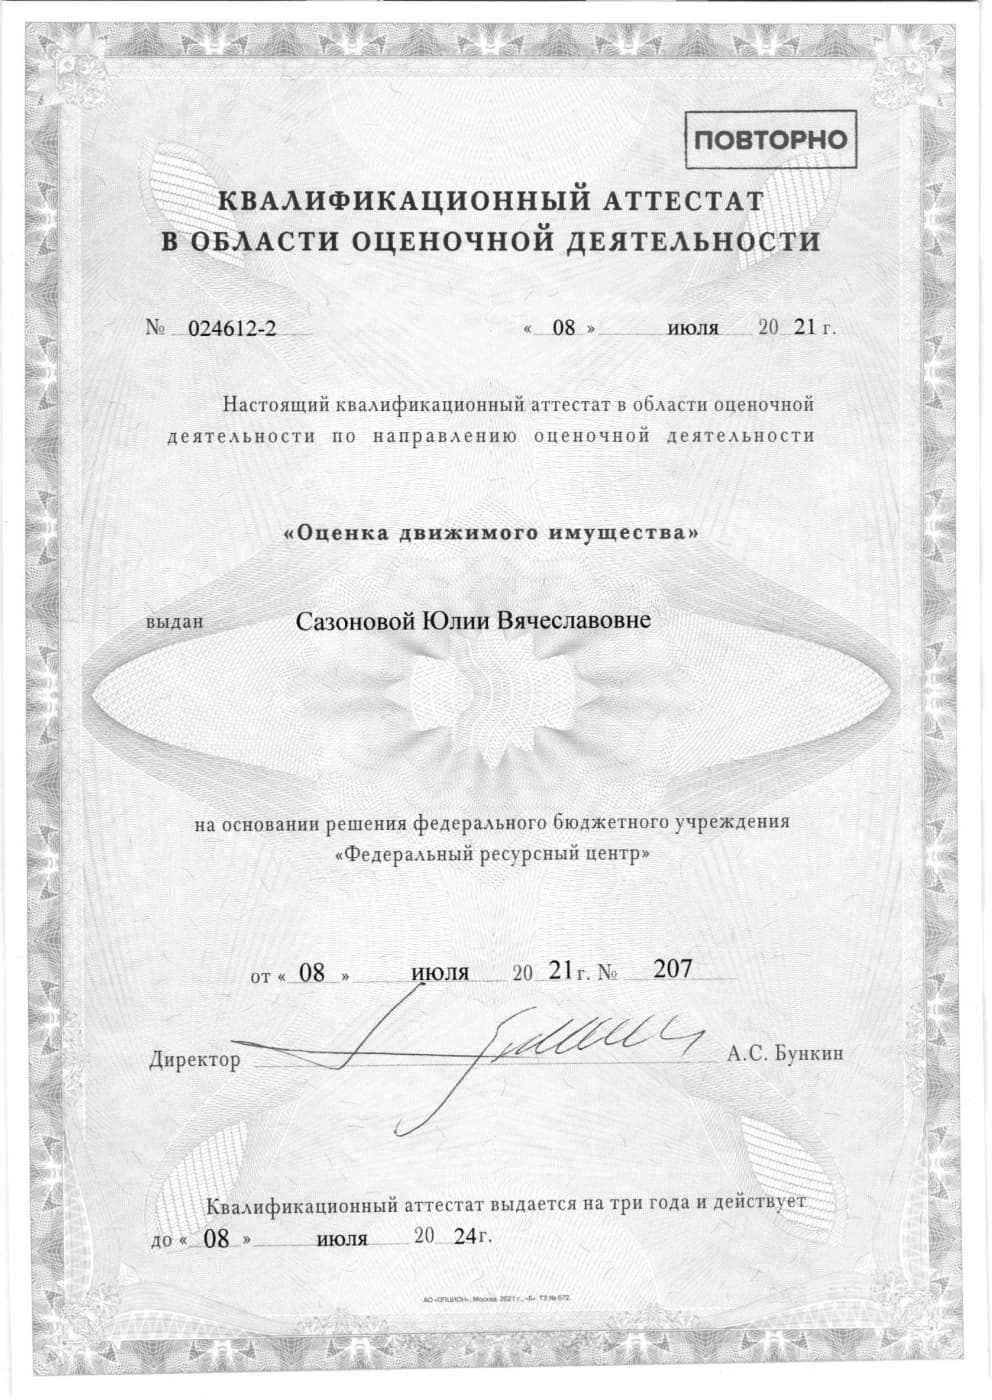 ПОВТОРНО
КВАЛИФИКАЦИОННЫЙ АТТЕСТАТ
В ОБЛАСТИ ОЦЕНОЧНОЙ ДЕЯТЕЛЬНОСТИ
№ 024612-2 « 08 » июля 20 21 г.
Настоящий квалификационный аттестат в области оценочной
деятельности по направлению оценочной деятельности
«Оценка движимого имущества»
выдан Сазоновой Юлии Вячеславовне
на основании решения федерального бюджетного учреждения
«Федеральный ресурсный центр»
от « 08 » июля 20 21 г. № 207
Директор А.С. Бункин
Квалификационный аттестат выдается на три года и действует
до « 08 » июля 20 24 г.
АО «ОПЦИОН», Москва, 2021 г., «Б». ТЗ № 672.